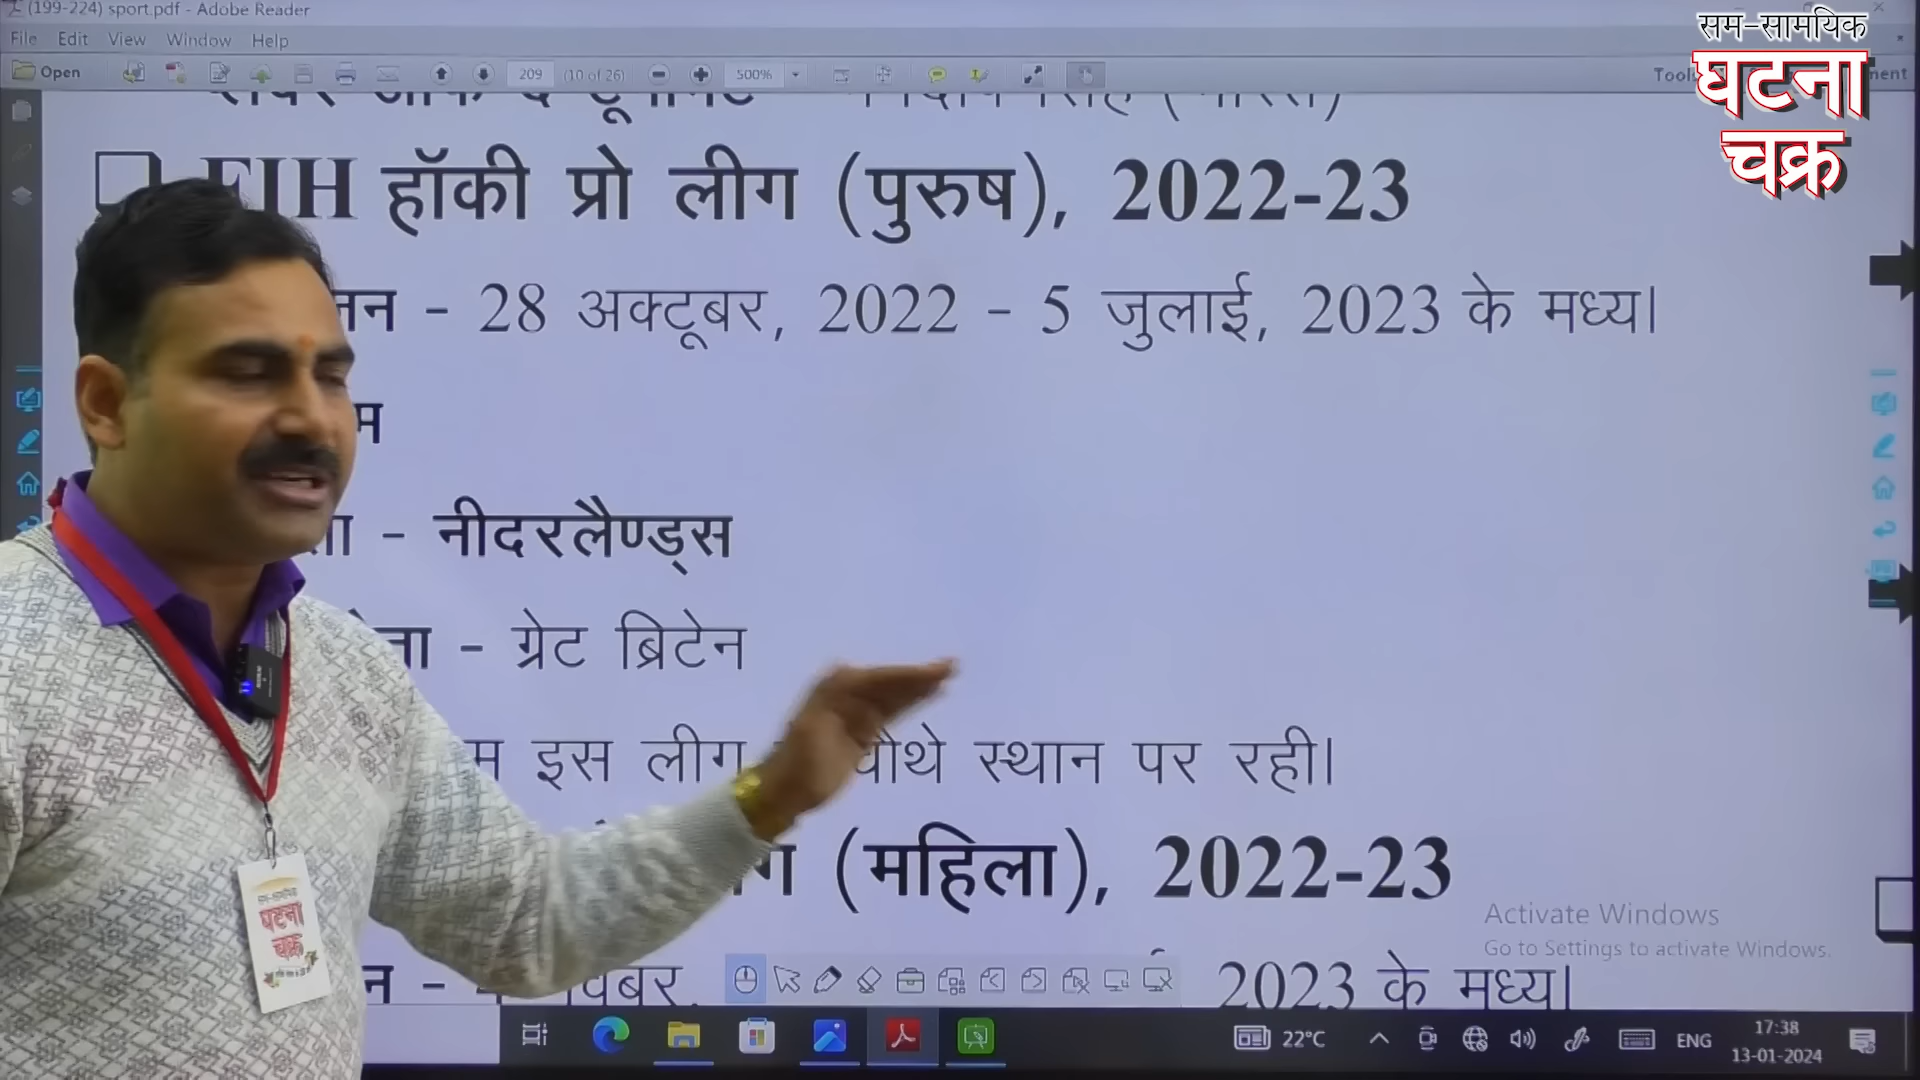 (199-224) sport.pdf - Adobe Reader
File Edit View Window Help
Open 209 (10 of 26) 500%
सम-सामयिक
घटना
चक्र
FIH हॉकी प्रो लीग (पुरुष), 2022-23
- 28 अक्टूबर, 2022 - 5 जुलाई, 2023 के मध्य।
- नीदरलैण्ड्स
- ग्रेट ब्रिटेन
इस लीग चौथे स्थान पर रही।
(महिला), 2022-23
2023 के मध्य।
Activate Windows
Go to Settings to activate Windows.
घटना
चक्र
22°C ENG 17:38
13-01-2024